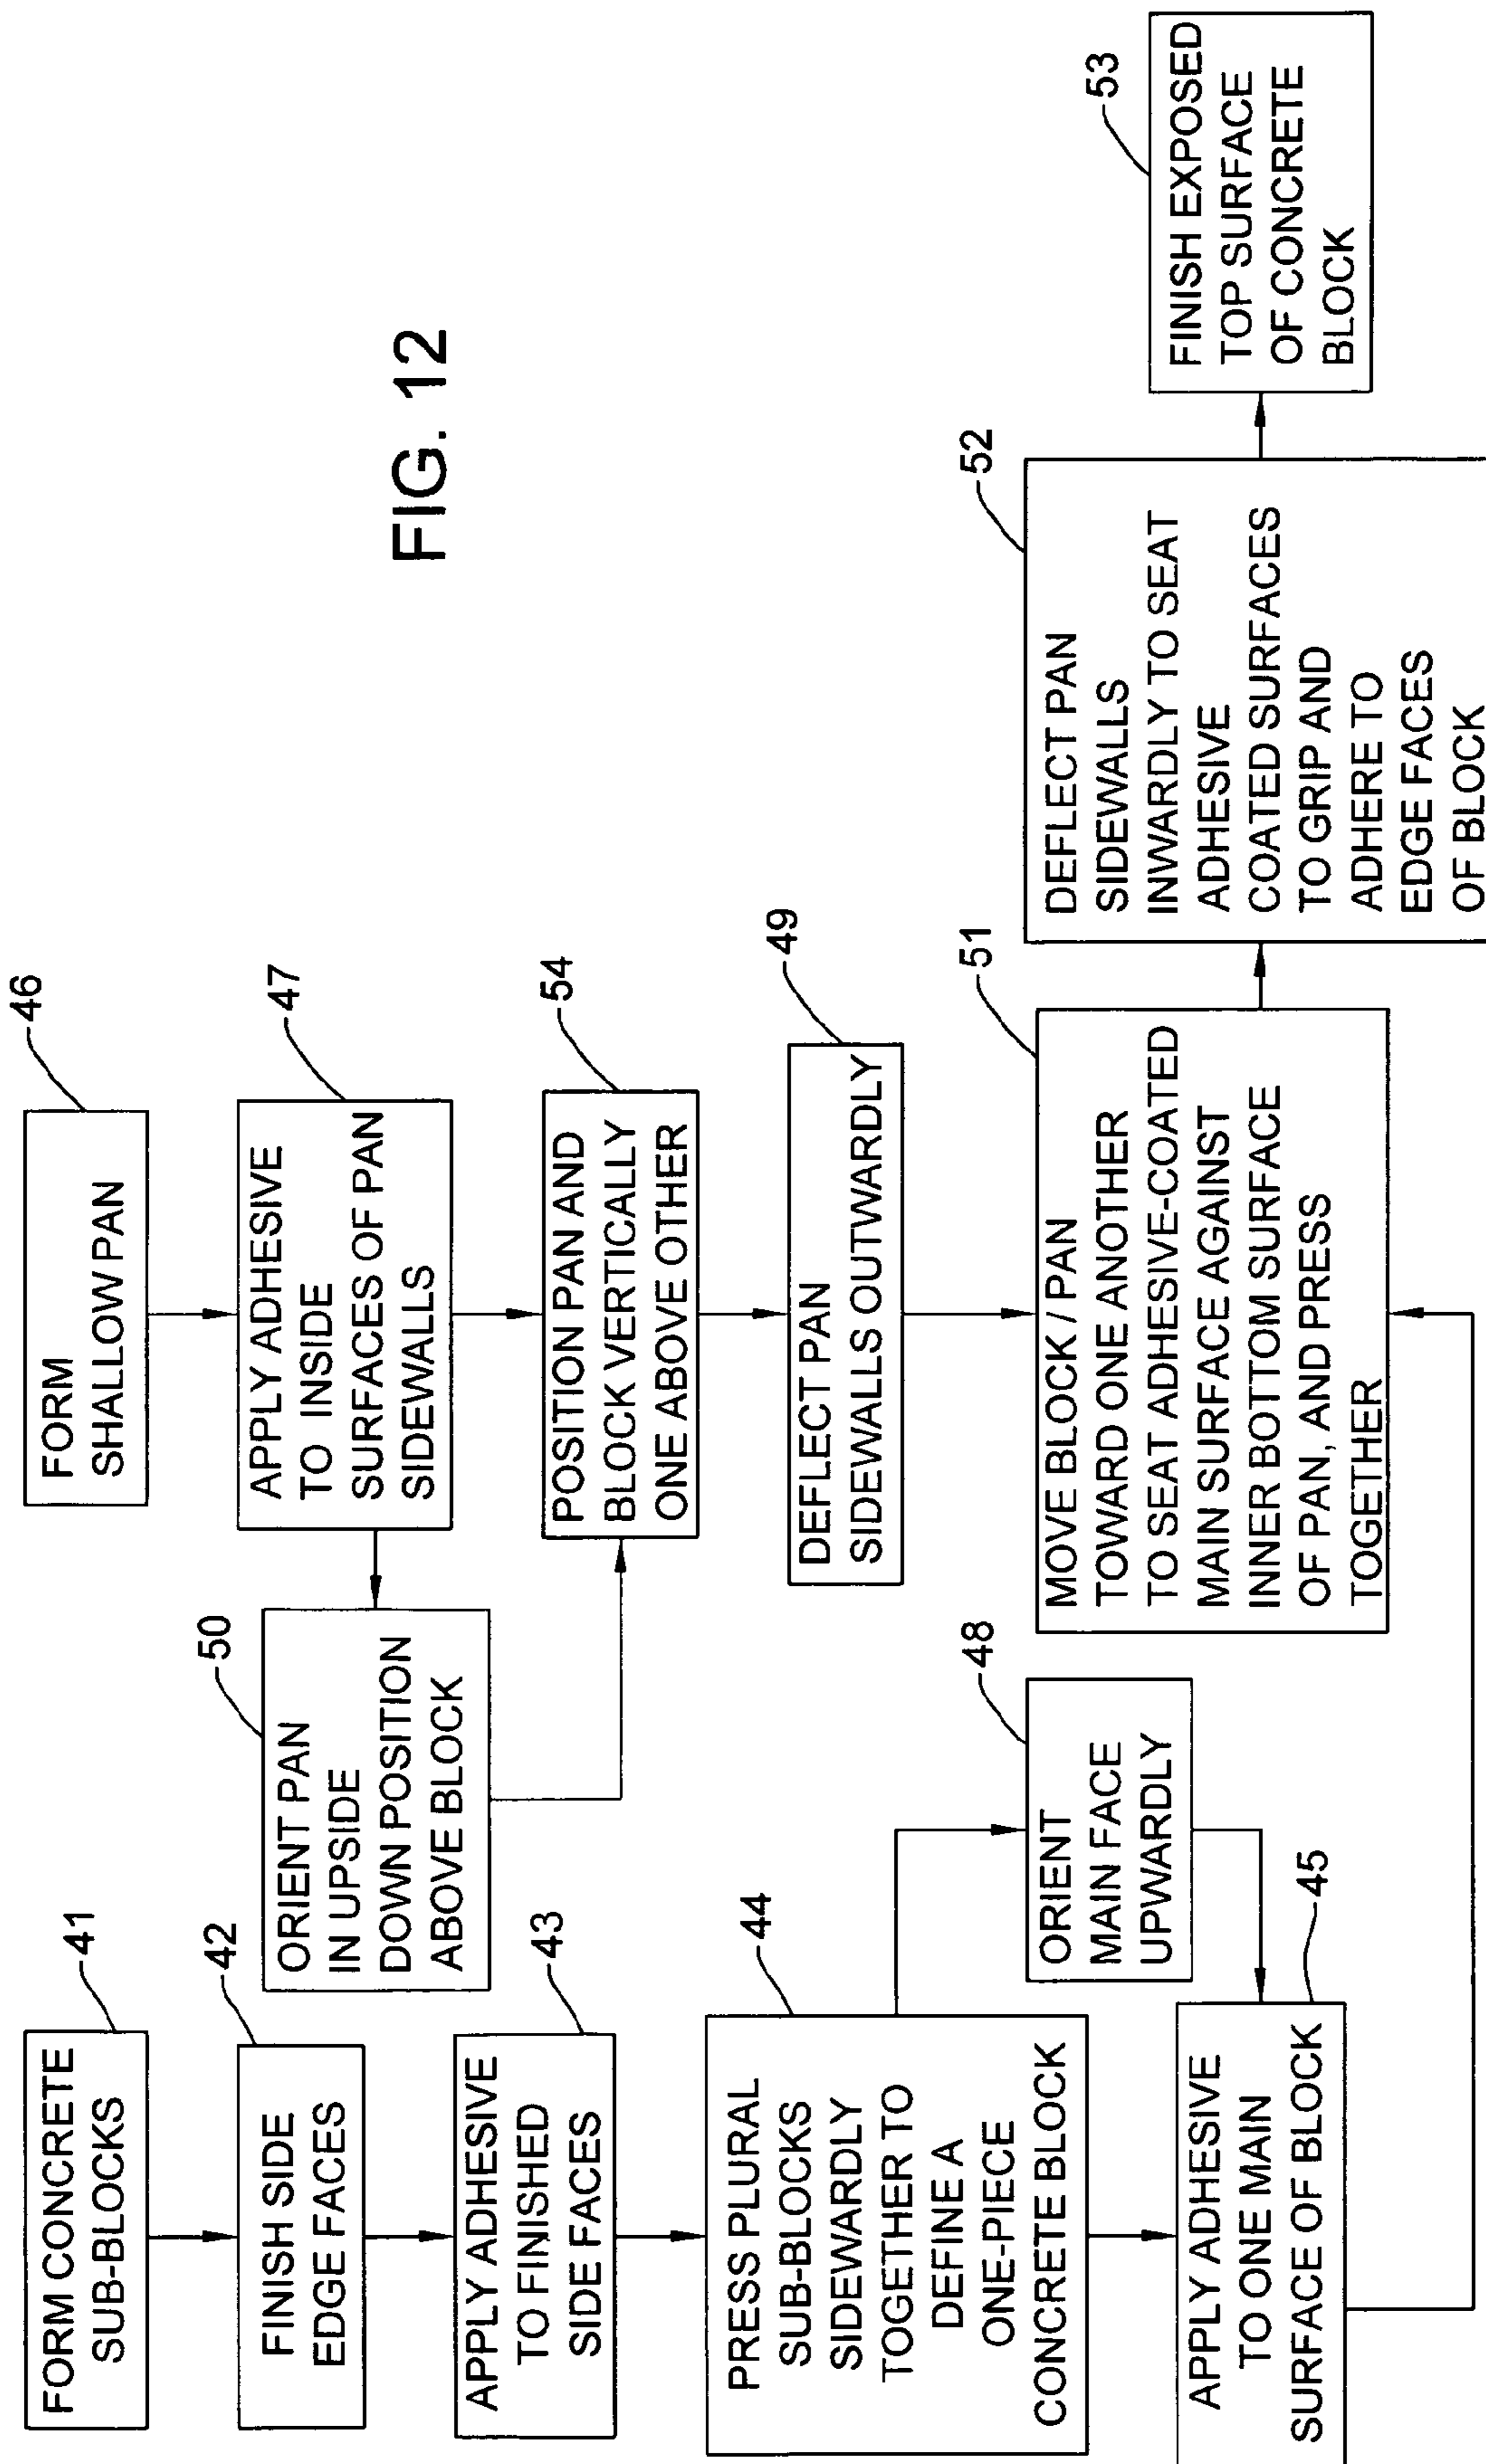 FIG. 12
41
FORM CONCRETE
SUB-BLOCKS
42
FINISH SIDE
EDGE FACES
43
APPLY ADHESIVE
TO FINISHED
SIDE FACES
44
PRESS PLURAL
SUB-BLOCKS
SIDEWARDLY
TOGETHER TO
DEFINE A
ONE-PIECE
CONCRETE BLOCK
48
ORIENT
MAIN FACE
UPWARDLY
45
APPLY ADHESIVE
TO ONE MAIN
SURFACE OF BLOCK
46
FORM
SHALLOW PAN
47
APPLY ADHESIVE
TO INSIDE
SURFACES OF PAN
SIDEWALLS
50
ORIENT PAN
IN UPSIDE
DOWN POSITION
ABOVE BLOCK
54
POSITION PAN AND
BLOCK VERTICALLY
ONE ABOVE OTHER
49
DEFLECT PAN
SIDEWALLS OUTWARDLY
51
MOVE BLOCK / PAN
TOWARD ONE ANOTHER
TO SEAT ADHESIVE-COATED
MAIN SURFACE AGAINST
INNER BOTTOM SURFACE
OF PAN, AND PRESS
TOGETHER
52
DEFLECT PAN
SIDEWALLS
INWARDLY TO SEAT
ADHESIVE
COATED SURFACES
TO GRIP AND
ADHERE TO
EDGE FACES
OF BLOCK
53
FINISH EXPOSED
TOP SURFACE
OF CONCRETE
BLOCK